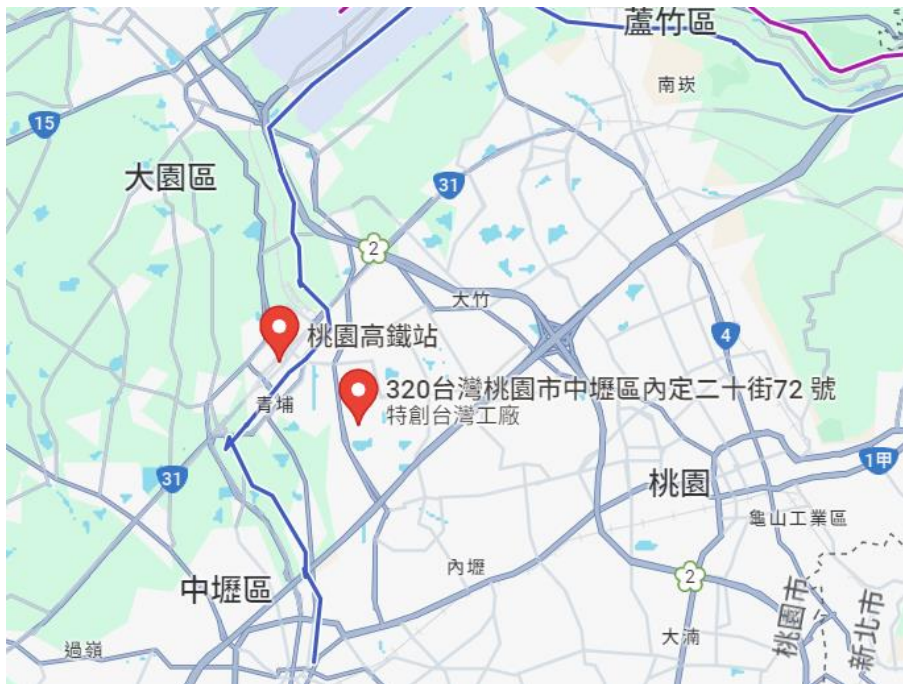 蘆竹區
南崁
15
大園區
31
2
大竹
4
桃園高鐵站
320台灣桃園市中壢區內定二十街72 號
特創台灣工廠
青埔
31
1甲
桃園
龜山工業區
內壢
2
中壢區
大湳
過嶺
桃園市
新北市